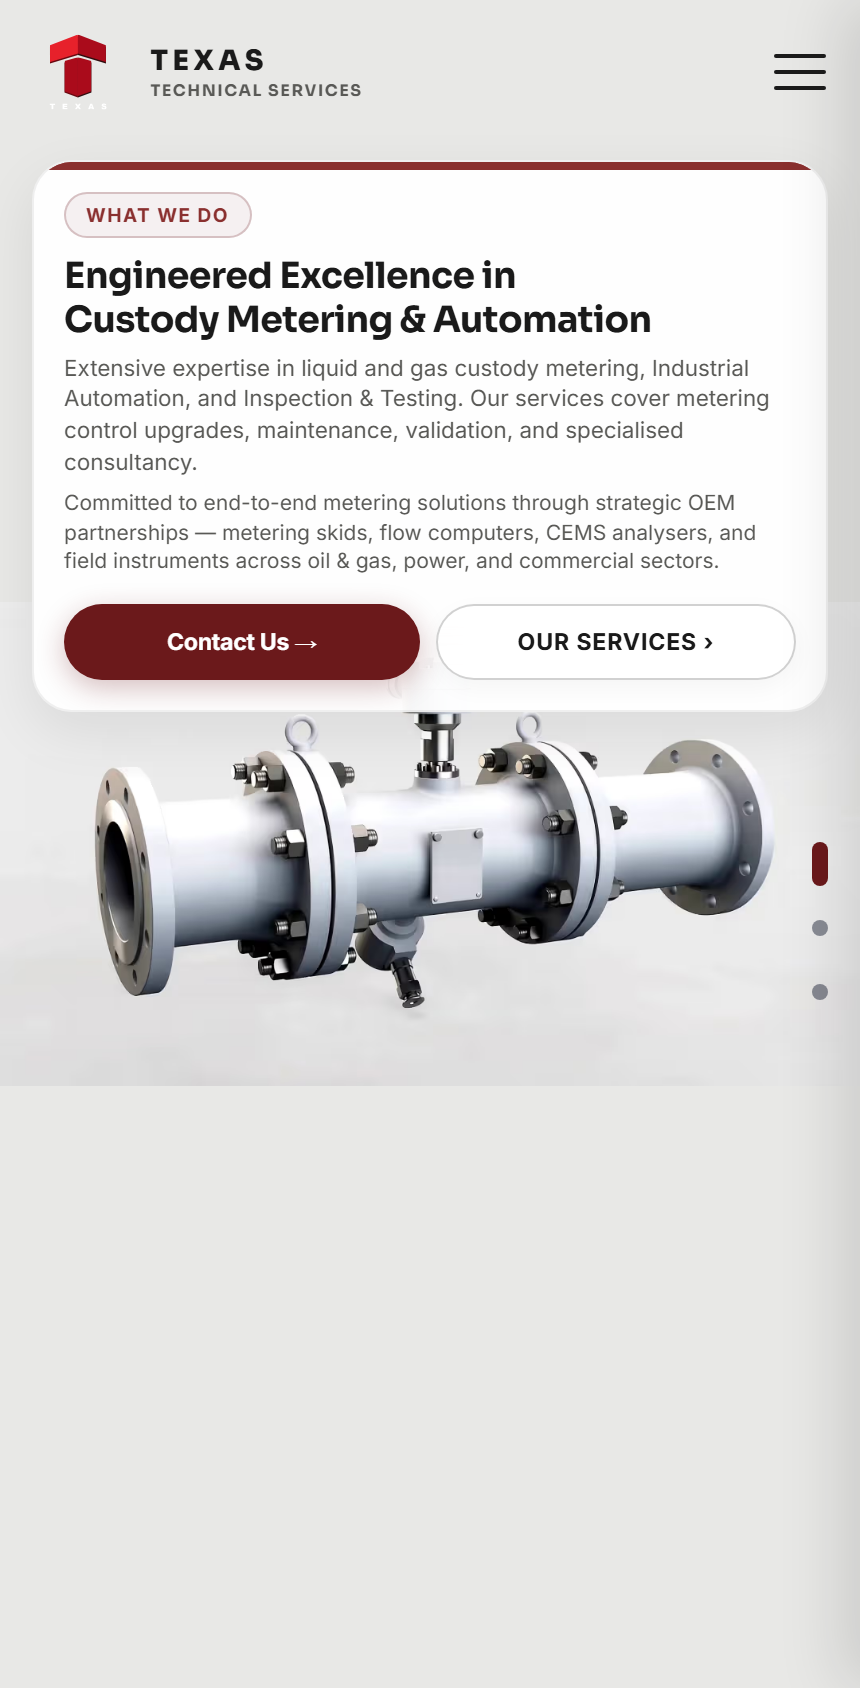 TEXAS
TECHNICAL SERVICES
TEXAS
WHAT WE DO
Engineered Excellence in
Custody Metering & Automation
Extensive expertise in liquid and gas custody metering, Industrial
Automation, and Inspection & Testing. Our services cover metering
control upgrades, maintenance, validation, and specialised
consultancy.
Committed to end-to-end metering solutions through strategic OEM
partnerships — metering skids, flow computers, CEMS analysers, and
field instruments across oil & gas, power, and commercial sectors.
Contact Us →
OUR SERVICES ›